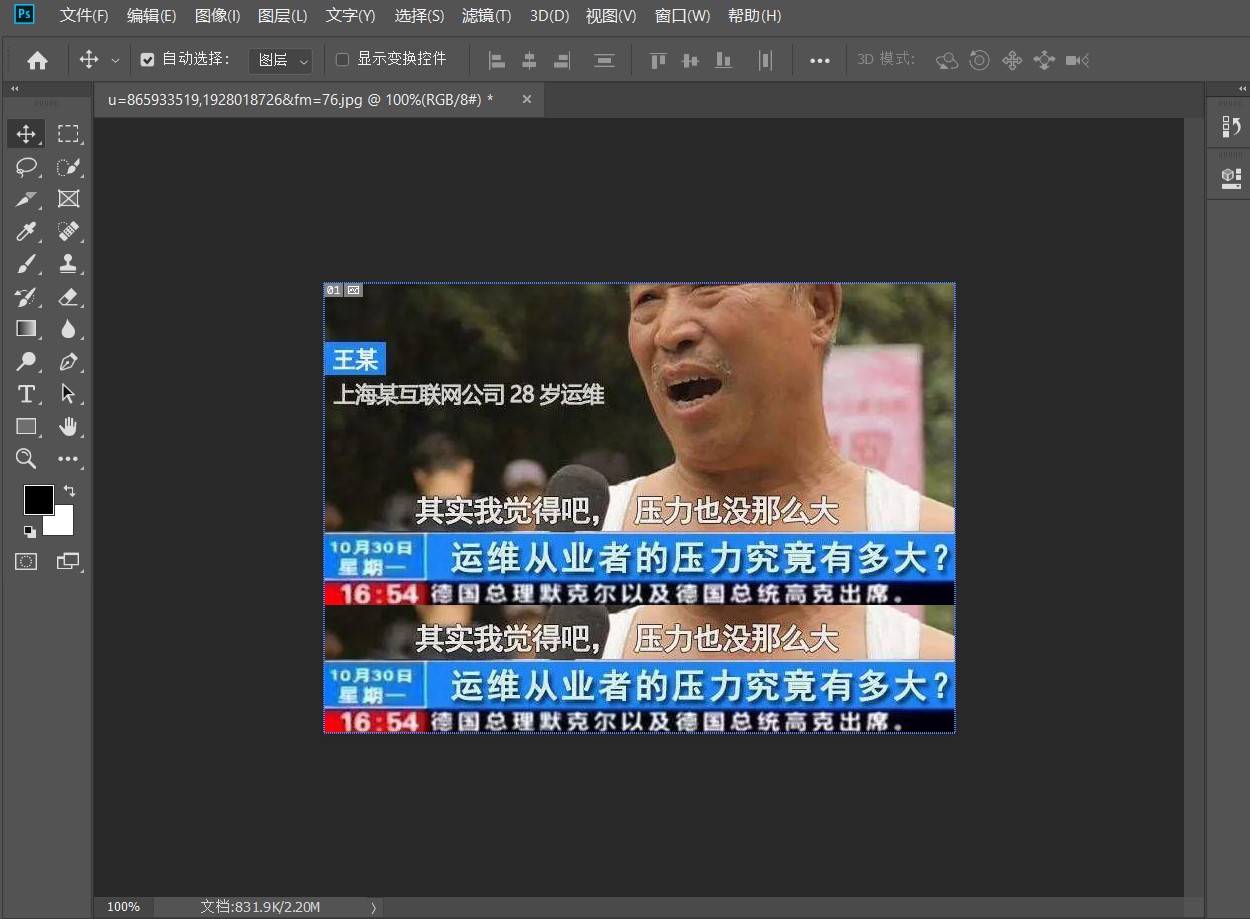 Ps 文件(F) 编辑(E) 图像(I) 图层(L) 文字(Y) 选择(S) 滤镜(T) 3D(D) 视图(V) 窗口(W) 帮助(H)
自动选择: 图层 显示变换控件 3D 模式:
u=865933519,1928018726&fm=76.jpg @ 100%(RGB/8#) *
01
王某
上海某互联网公司 28 岁运维
其实我觉得吧, 压力也没那么大
10月30日
星期一
运维从业者的压力究竟有多大?
16:54 德国总理默克尔以及德国总统高克出席。
其实我觉得吧, 压力也没那么大
10月30日
星期一
运维从业者的压力究竟有多大?
16:54 德国总理默克尔以及德国总统高克出席。
100% 文档:831.9K/2.20M